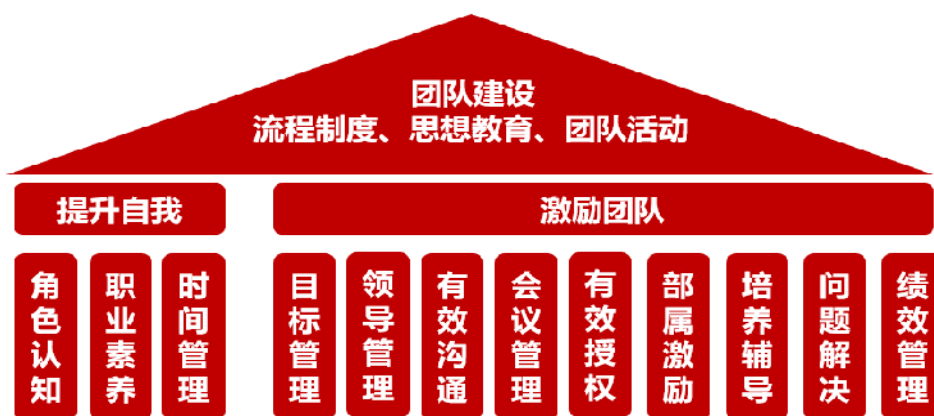 团队建设
流程制度、思想教育、团队活动
提升自我
激励团队
角色认知
职业素养
时间管理
目标管理
领导管理
有效沟通
会议管理
有效授权
部属激励
培养辅导
问题解决
绩效管理